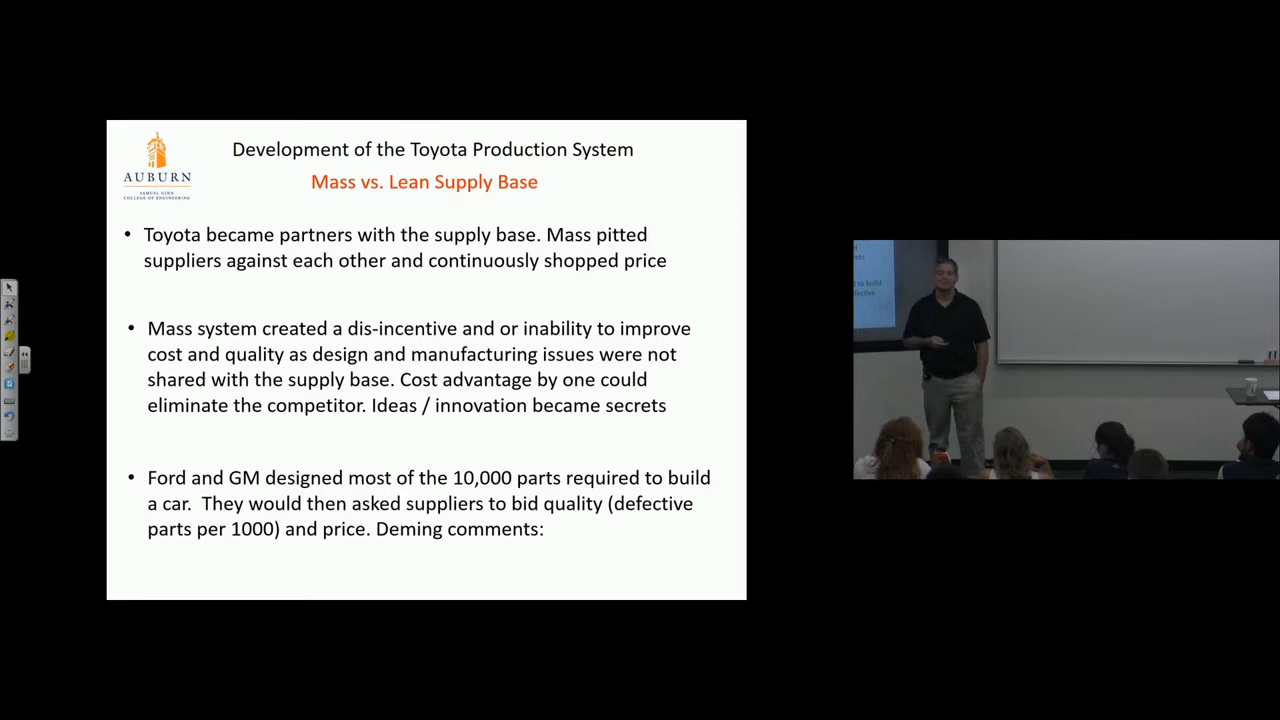 AUBURN
SAMUEL GINN
COLLEGE OF ENGINEERING
Development of the Toyota Production System
Mass vs. Lean Supply Base
• Toyota became partners with the supply base. Mass pitted
suppliers against each other and continuously shopped price
• Mass system created a dis-incentive and or inability to improve
cost and quality as design and manufacturing issues were not
shared with the supply base. Cost advantage by one could
eliminate the competitor. Ideas / innovation became secrets
• Ford and GM designed most of the 10,000 parts required to build
a car. They would then asked suppliers to bid quality (defective
parts per 1000) and price. Deming comments:
to build